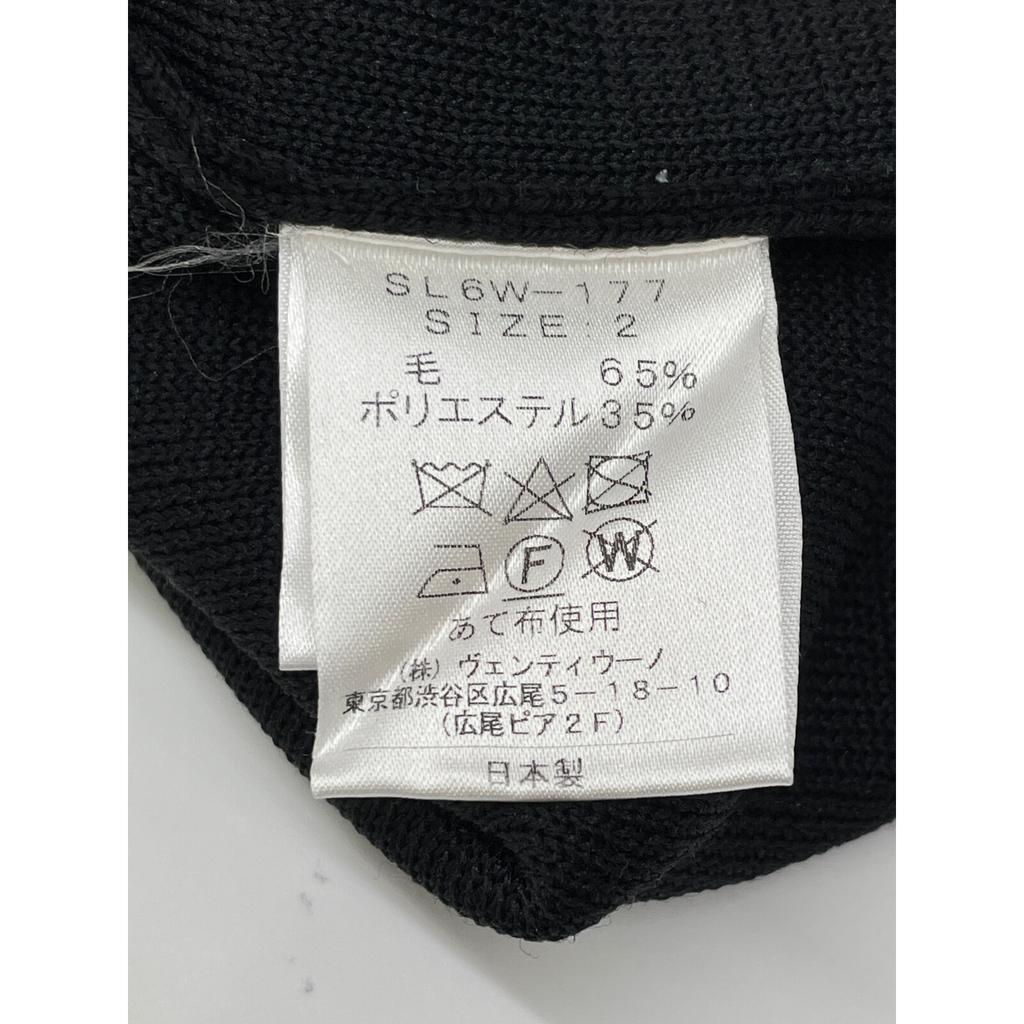 SL6W-177
SIZE・2
毛 65%
ポリエステル 35%
F W
あて布使用
(株) ヴェンティウーノ
東京都渋谷区広尾5-18-10
(広尾ピア2F)
日本製